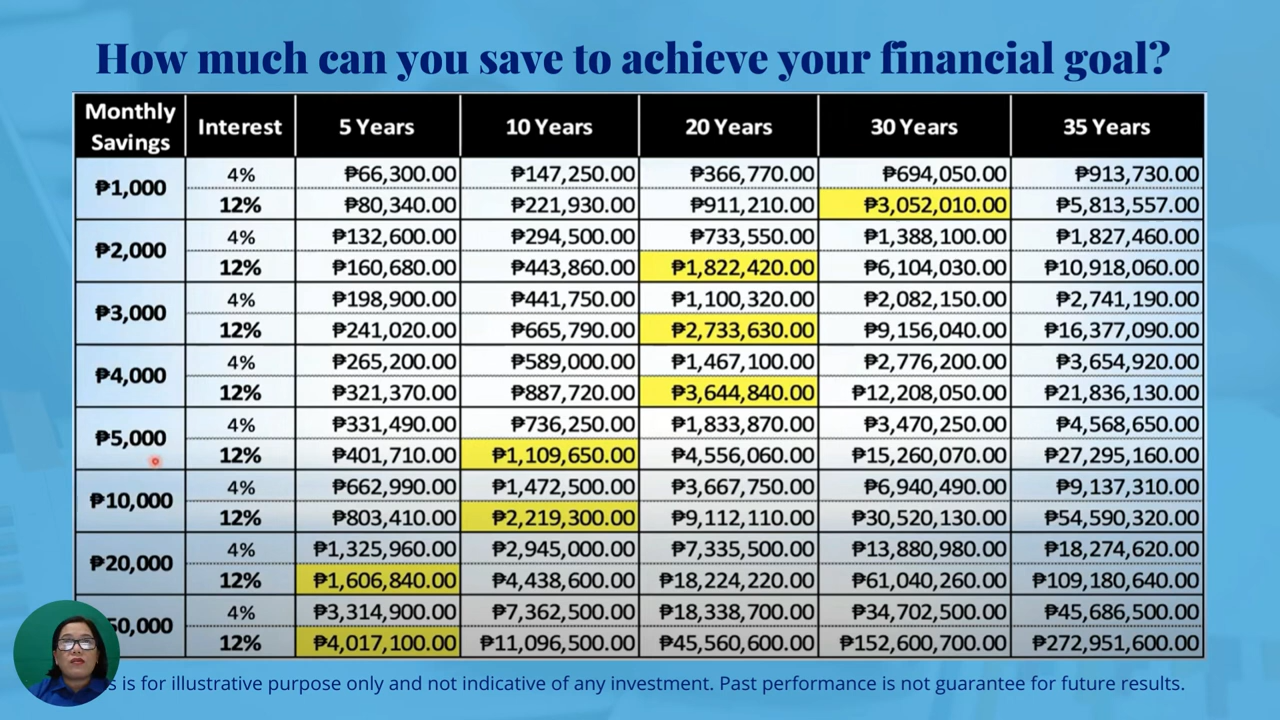 How much can you save to achieve your financial goal?
Monthly Savings Interest 5 Years 10 Years 20 Years 30 Years 35 Years
₱1,000 4% ₱66,300.00 ₱147,250.00 ₱366,770.00 ₱694,050.00 ₱913,730.00
12% ₱80,340.00 ₱221,930.00 ₱911,210.00 ₱3,052,010.00 ₱5,813,557.00
₱2,000 4% ₱132,600.00 ₱294,500.00 ₱733,550.00 ₱1,388,100.00 ₱1,827,460.00
12% ₱160,680.00 ₱443,860.00 ₱1,822,420.00 ₱6,104,030.00 ₱10,918,060.00
₱3,000 4% ₱198,900.00 ₱441,750.00 ₱1,100,320.00 ₱2,082,150.00 ₱2,741,190.00
12% ₱241,020.00 ₱665,790.00 ₱2,733,630.00 ₱9,156,040.00 ₱16,377,090.00
₱4,000 4% ₱265,200.00 ₱589,000.00 ₱1,467,100.00 ₱2,776,200.00 ₱3,654,920.00
12% ₱321,370.00 ₱887,720.00 ₱3,644,840.00 ₱12,208,050.00 ₱21,836,130.00
₱5,000 4% ₱331,490.00 ₱736,250.00 ₱1,833,870.00 ₱3,470,250.00 ₱4,568,650.00
12% ₱401,710.00 ₱1,109,650.00 ₱4,556,060.00 ₱15,260,070.00 ₱27,295,160.00
₱10,000 4% ₱662,990.00 ₱1,472,500.00 ₱3,667,750.00 ₱6,940,490.00 ₱9,137,310.00
12% ₱803,410.00 ₱2,219,300.00 ₱9,112,110.00 ₱30,520,130.00 ₱54,590,320.00
₱20,000 4% ₱1,325,960.00 ₱2,945,000.00 ₱7,335,500.00 ₱13,880,980.00 ₱18,274,620.00
12% ₱1,606,840.00 ₱4,438,600.00 ₱18,224,220.00 ₱61,040,260.00 ₱109,180,640.00
4% ₱3,314,900.00 ₱7,362,500.00 ₱18,338,700.00 ₱34,702,500.00 ₱45,686,500.00
12% ₱4,017,100.00 ₱11,096,500.00 ₱45,560,600.00 ₱152,600,700.00 ₱272,951,600.00
is for illustrative purpose only and not indicative of any investment. Past performance is not guarantee for future results.